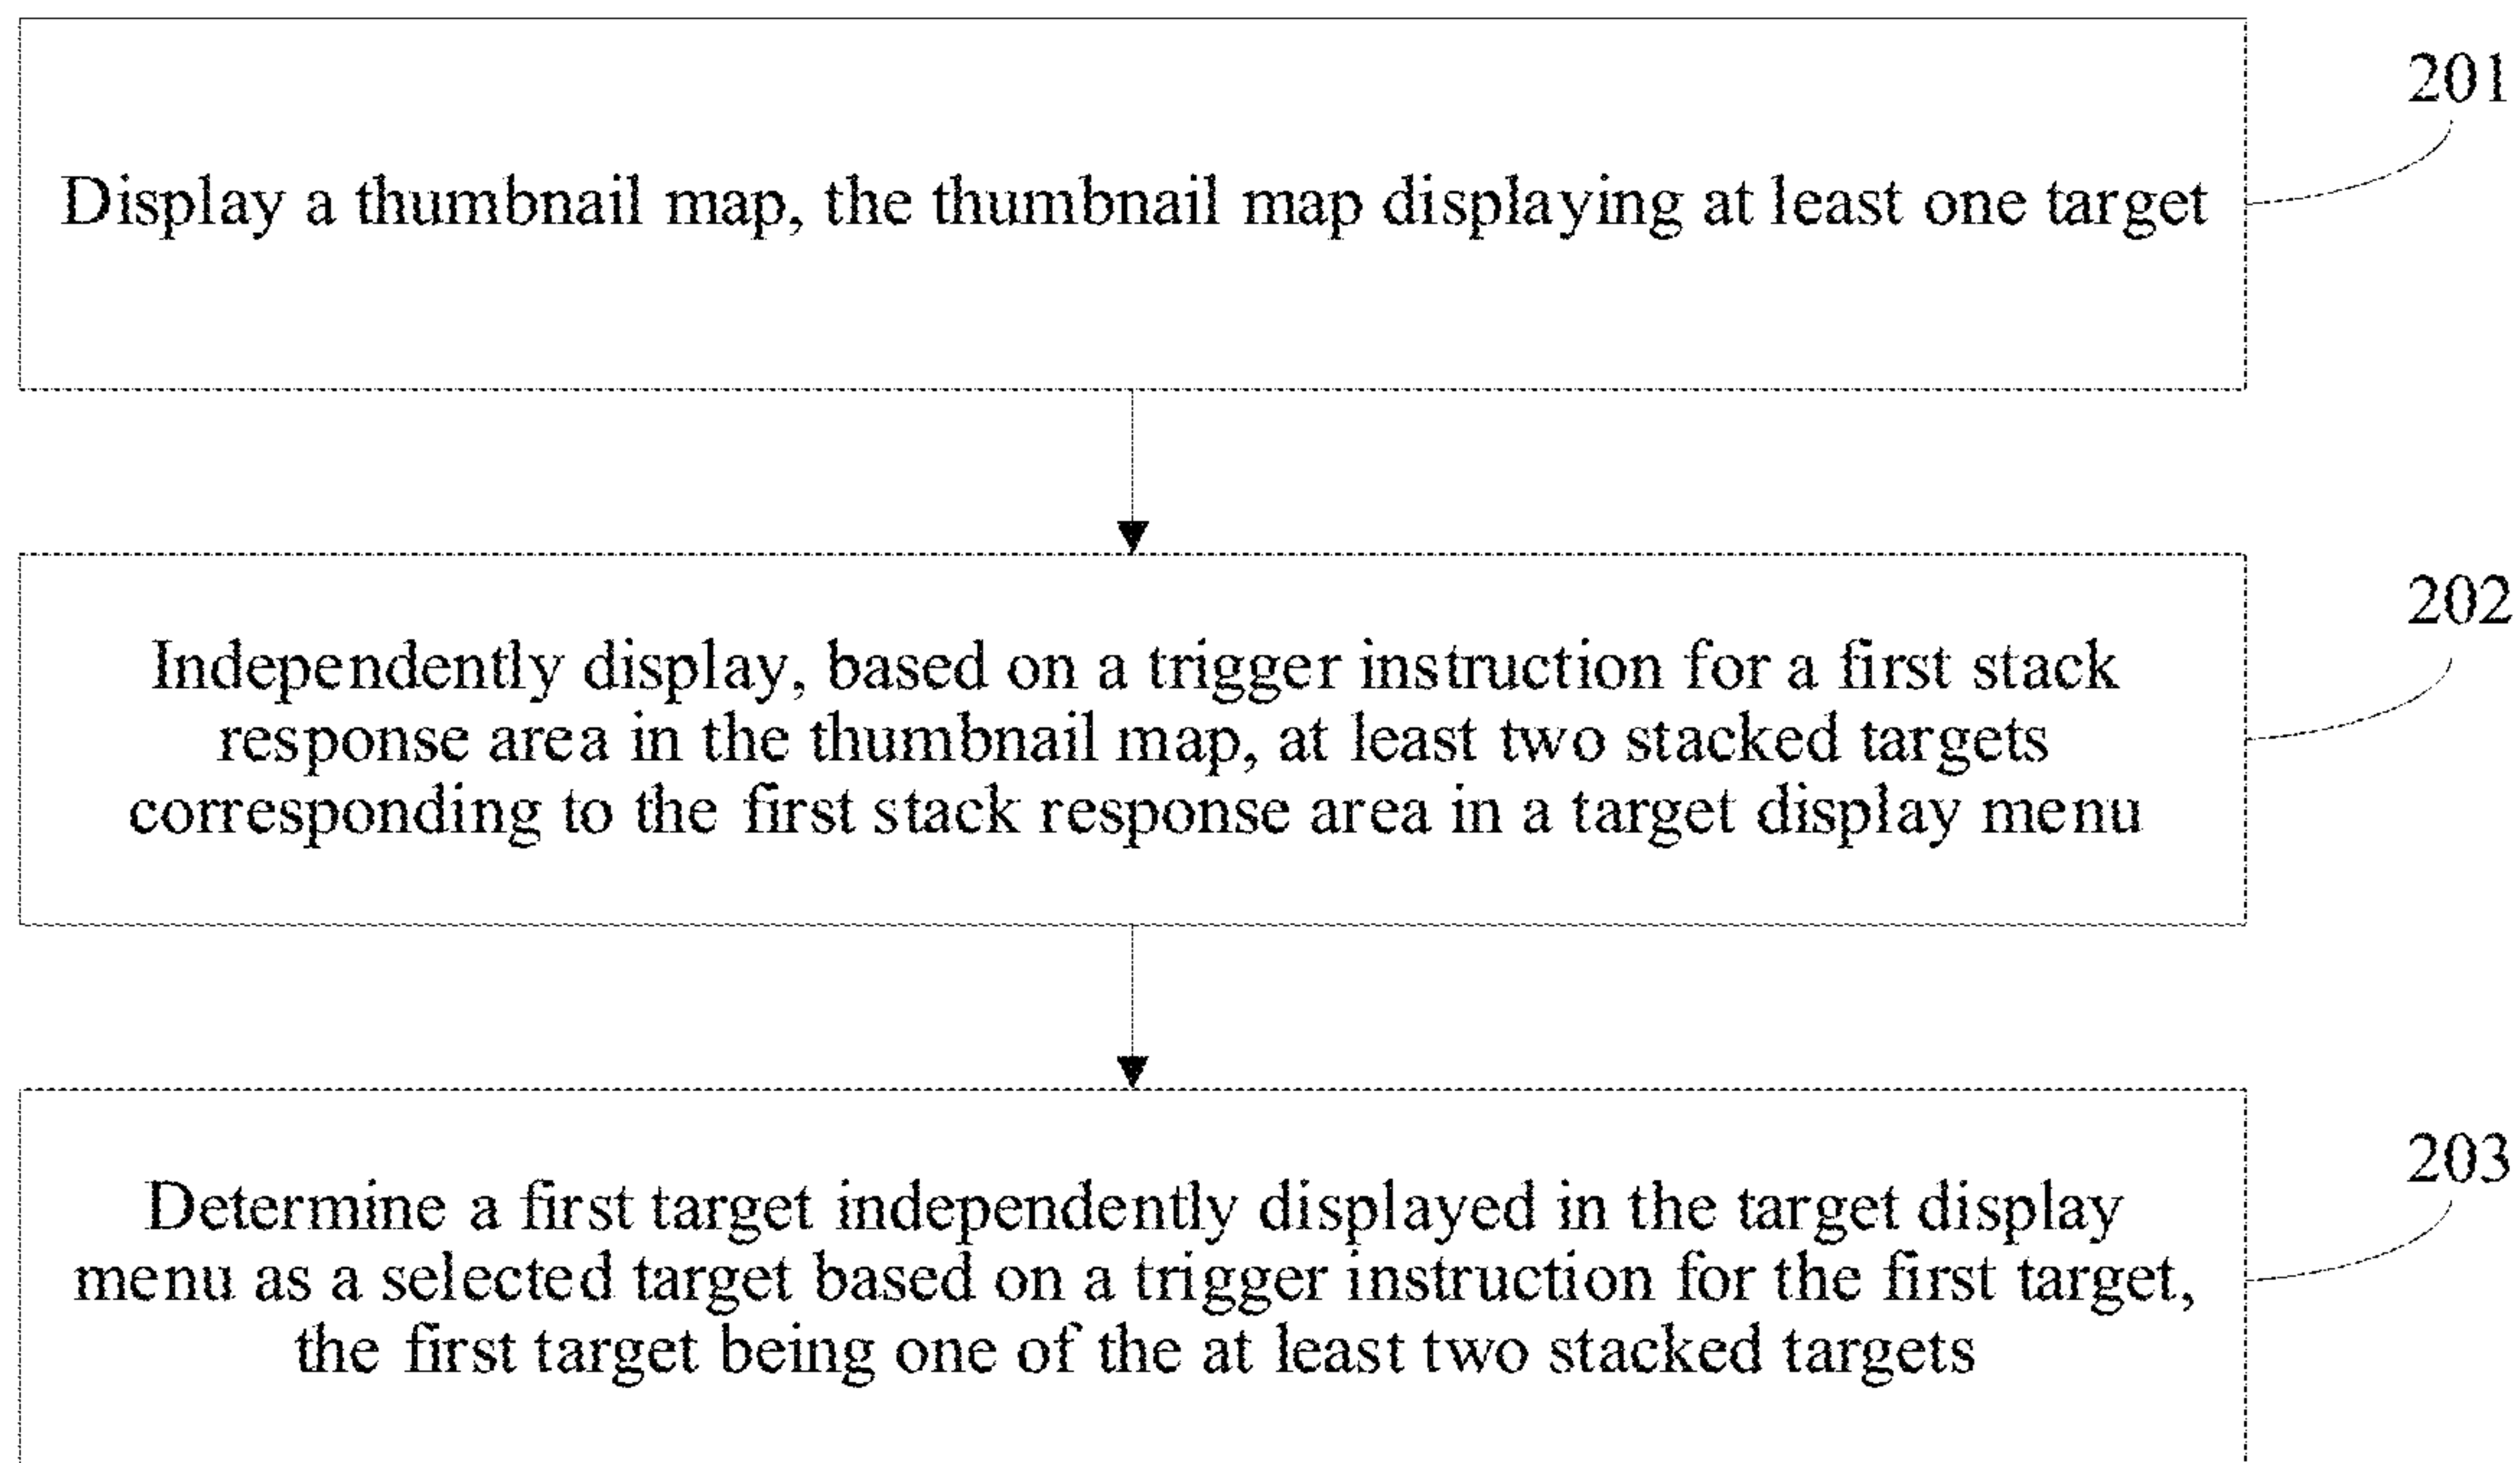 201
Display a thumbnail map, the thumbnail map displaying at least one target
202
Independently display, based on a trigger instruction for a first stack
response area in the thumbnail map, at least two stacked targets
corresponding to the first stack response area in a target display menu
203
Determine a first target independently displayed in the target display
menu as a selected target based on a trigger instruction for the first target,
the first target being one of the at least two stacked targets